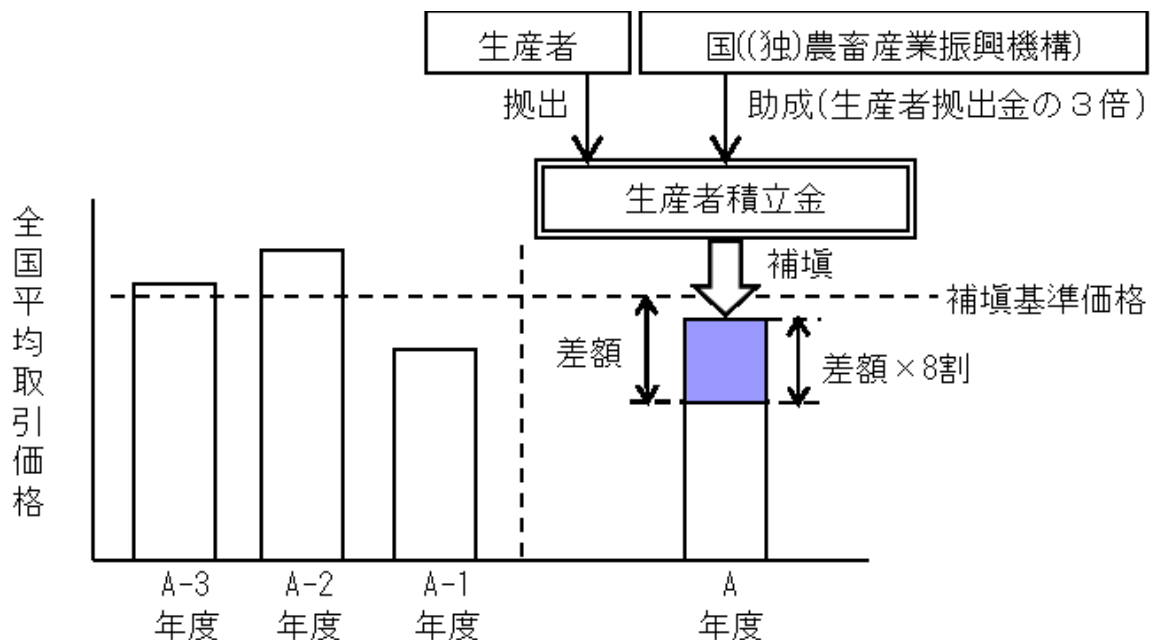 生産者
国((独)農畜産業振興機構)
拠出
助成(生産者拠出金の3倍)
生産者積立金
補塡
全国平均取引価格
補塡基準価格
差額
差額×8割
A-3
年度
A-2
年度
A-1
年度
A
年度